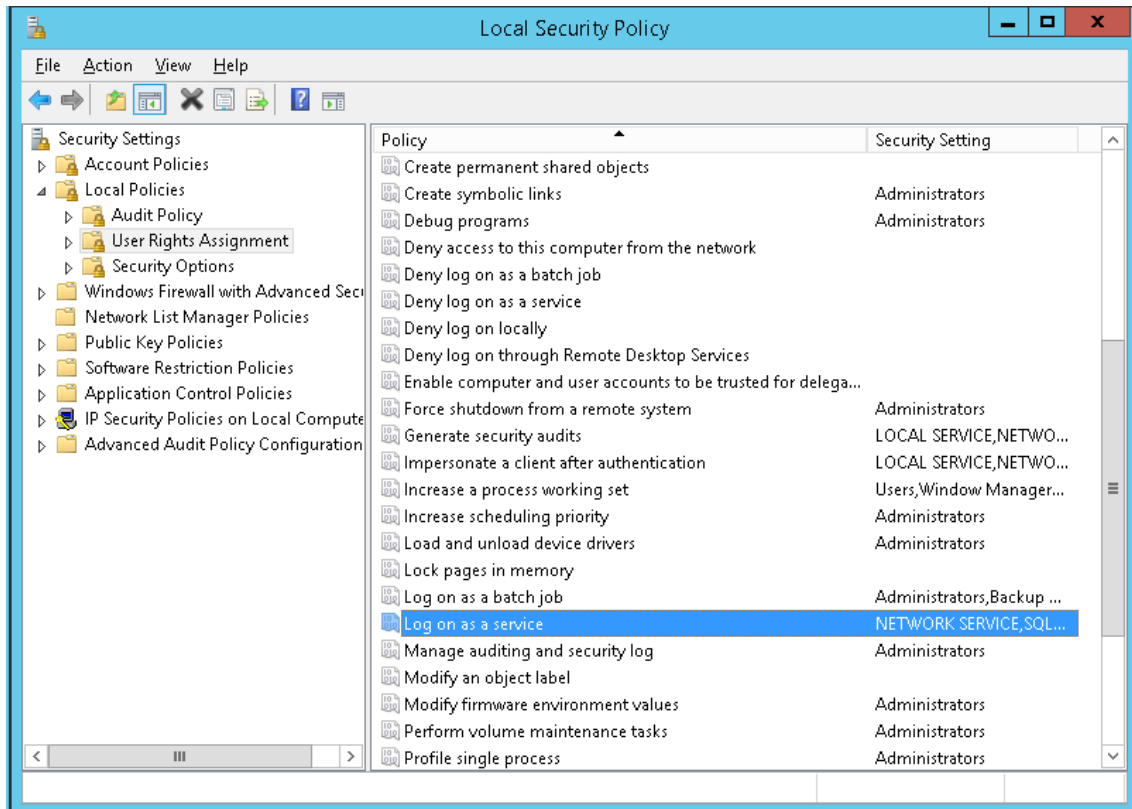 Local Security Policy
File Action View Help
Security Settings
Account Policies
Local Policies
Audit Policy
User Rights Assignment
Security Options
Windows Firewall with Advanced Secu
Network List Manager Policies
Public Key Policies
Software Restriction Policies
Application Control Policies
IP Security Policies on Local Compute
Advanced Audit Policy Configuration
Policy Security Setting
Create permanent shared objects
Create symbolic links Administrators
Debug programs Administrators
Deny access to this computer from the network
Deny log on as a batch job
Deny log on as a service
Deny log on locally
Deny log on through Remote Desktop Services
Enable computer and user accounts to be trusted for delega...
Force shutdown from a remote system Administrators
Generate security audits LOCAL SERVICE,NETWO...
Impersonate a client after authentication LOCAL SERVICE,NETWO...
Increase a process working set Users,Window Manager...
Increase scheduling priority Administrators
Load and unload device drivers Administrators
Lock pages in memory
Log on as a batch job Administrators,Backup ...
Log on as a service NETWORK SERVICE,SQL...
Manage auditing and security log Administrators
Modify an object label
Modify firmware environment values Administrators
Perform volume maintenance tasks Administrators
Profile single process Administrators